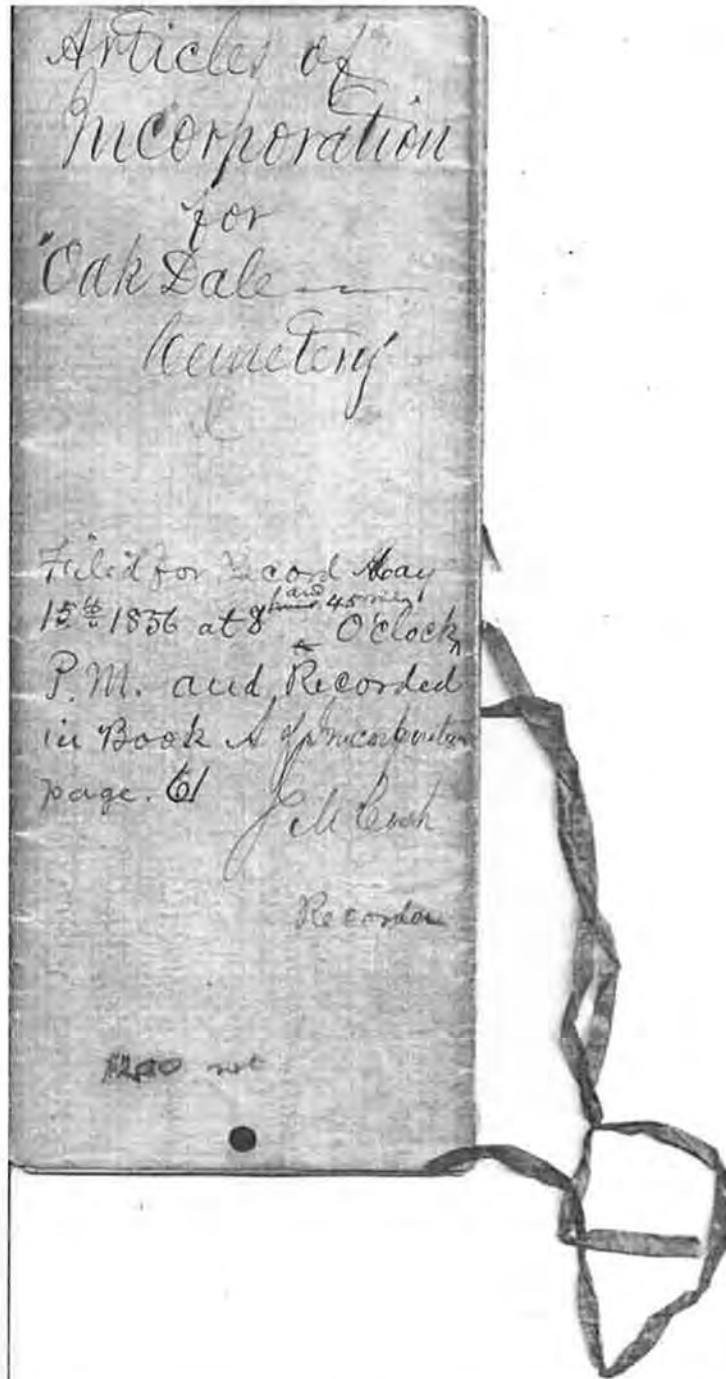 Articles of
Incorporation
for
"Oak Dale
Cemetery"
Filed for Record May
15th 1856 at 8 and 45 min
O'Clock
P.M. and Recorded
in Book A of Incorporation
page. 61
Recorder